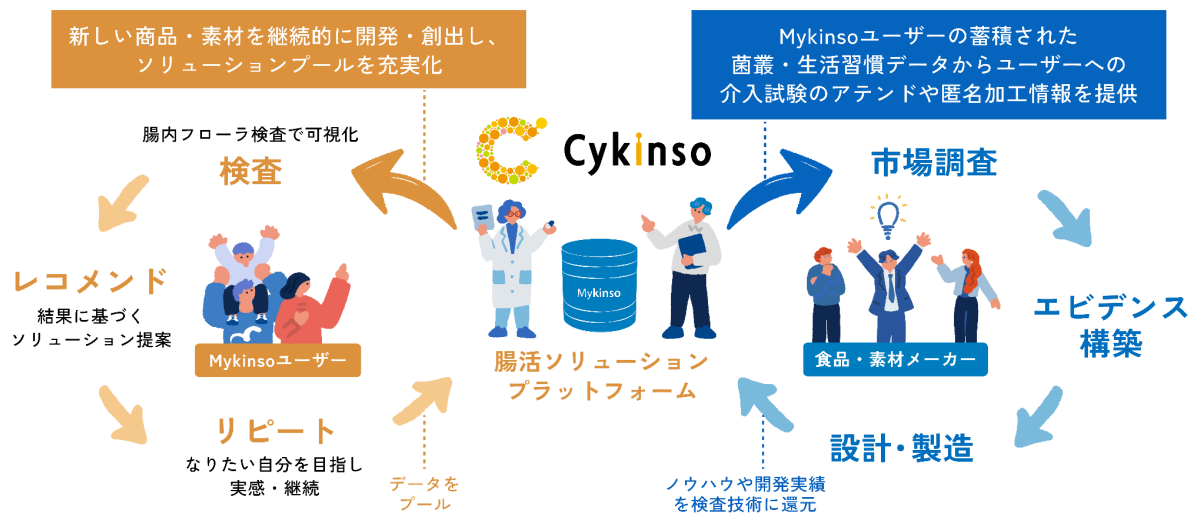 新しい商品・素材を継続的に開発・創出し、
ソリューションプールを充実化
Mykinsoユーザーの蓄積された
菌叢・生活習慣データからユーザーへの
介入試験のアテンドや匿名加工情報を提供
腸内フローラ検査で可視化
検査
Cykinso
市場調査
レコメンド
結果に基づく
ソリューション提案
Mykinsoユーザー
Mykinso
腸活ソリューション
プラットフォーム
食品・素材メーカー
エビデンス
構築
リピート
なりたい自分を目指し
実感・継続
設計・製造
データを
プール
ノウハウや開発実績
を検査技術に還元